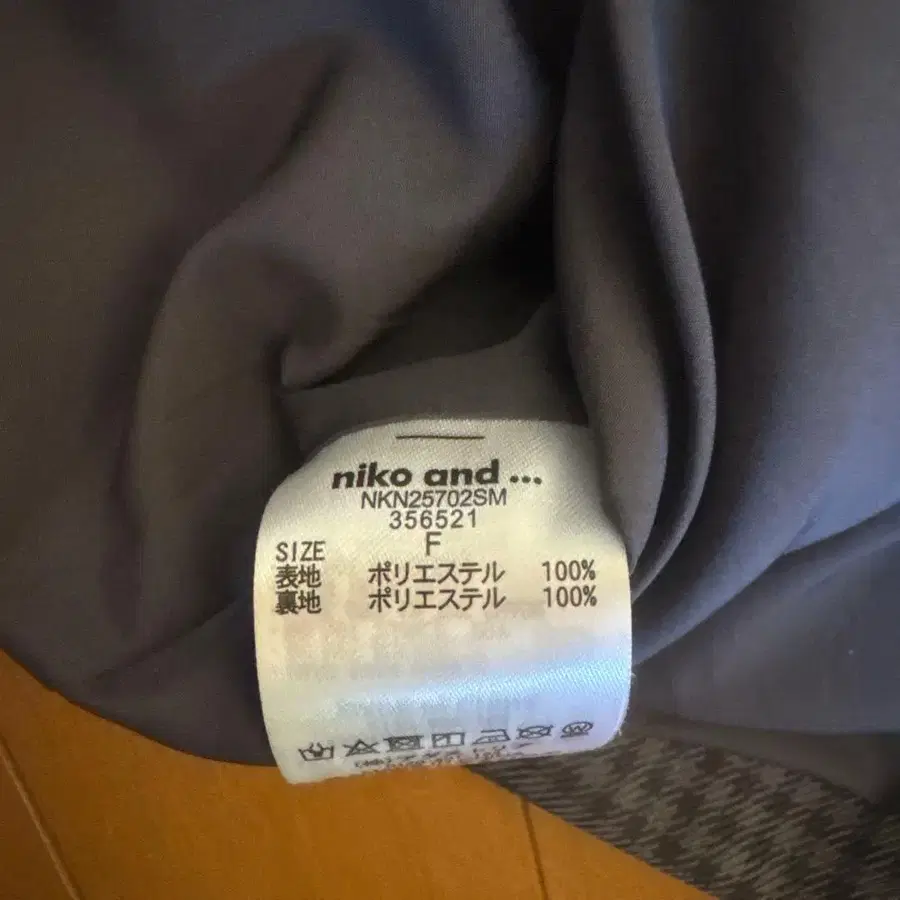 niko and ...
NKN25702SM
356521
SIZE F
表地 ポリエステル 100%
裏地 ポリエステル 100%